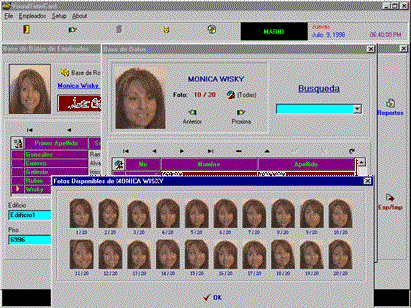 File Empleados Setup About
MARIO
Jueves
Julio 9, 1998
06:40:00 PM
Base de Datos de Empleados
Base de Datos
Base de
Monica Wisky
MONICA WISKY
Foto: 10 / 20
(Todas)
Anterior
Proxima
Busqueda
Reportes
Primer Apellido
Gonzalez
Guerro
Galindo
Rubio
Wisky
No
Nombre
Apellido
Edificio
Edificio1
Piso
6996
Exp/Imp
Fotos Disponibles de MONICA WISKY
1 / 20 2 / 20 3 / 20 4 / 20 5 / 20 6 / 20 7 / 20 8 / 20 9 / 20 10 / 20
11 / 20 12 / 20 13 / 20 14 / 20 15 / 20 16 / 20 17 / 20 18 / 20 19 / 20 20 / 20
OK